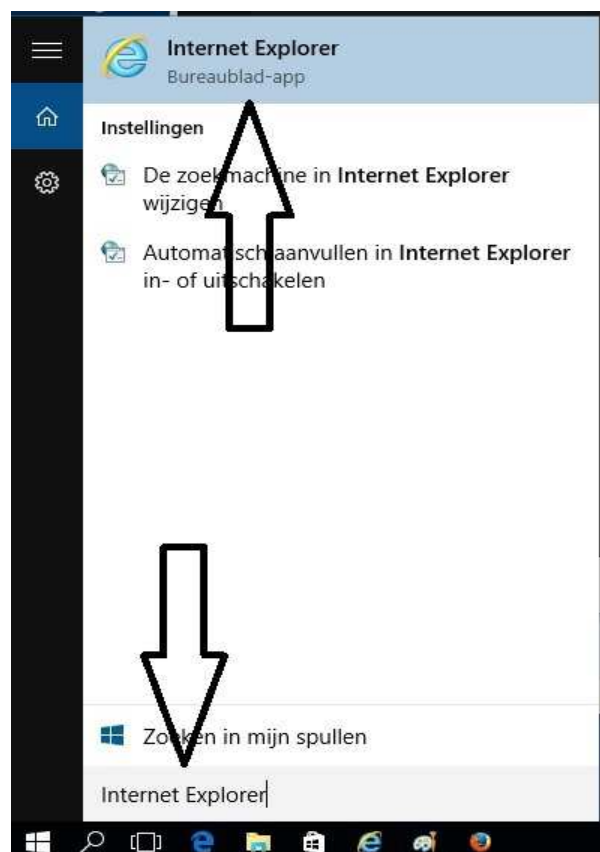 Internet Explorer
Bureaublad-app
Instellingen
De zoekmachine in Internet Explorer
wijzigen
Automatisch aanvullen in Internet Explorer
in- of uitschakelen
Zoeken in mijn spullen
Internet Explorer